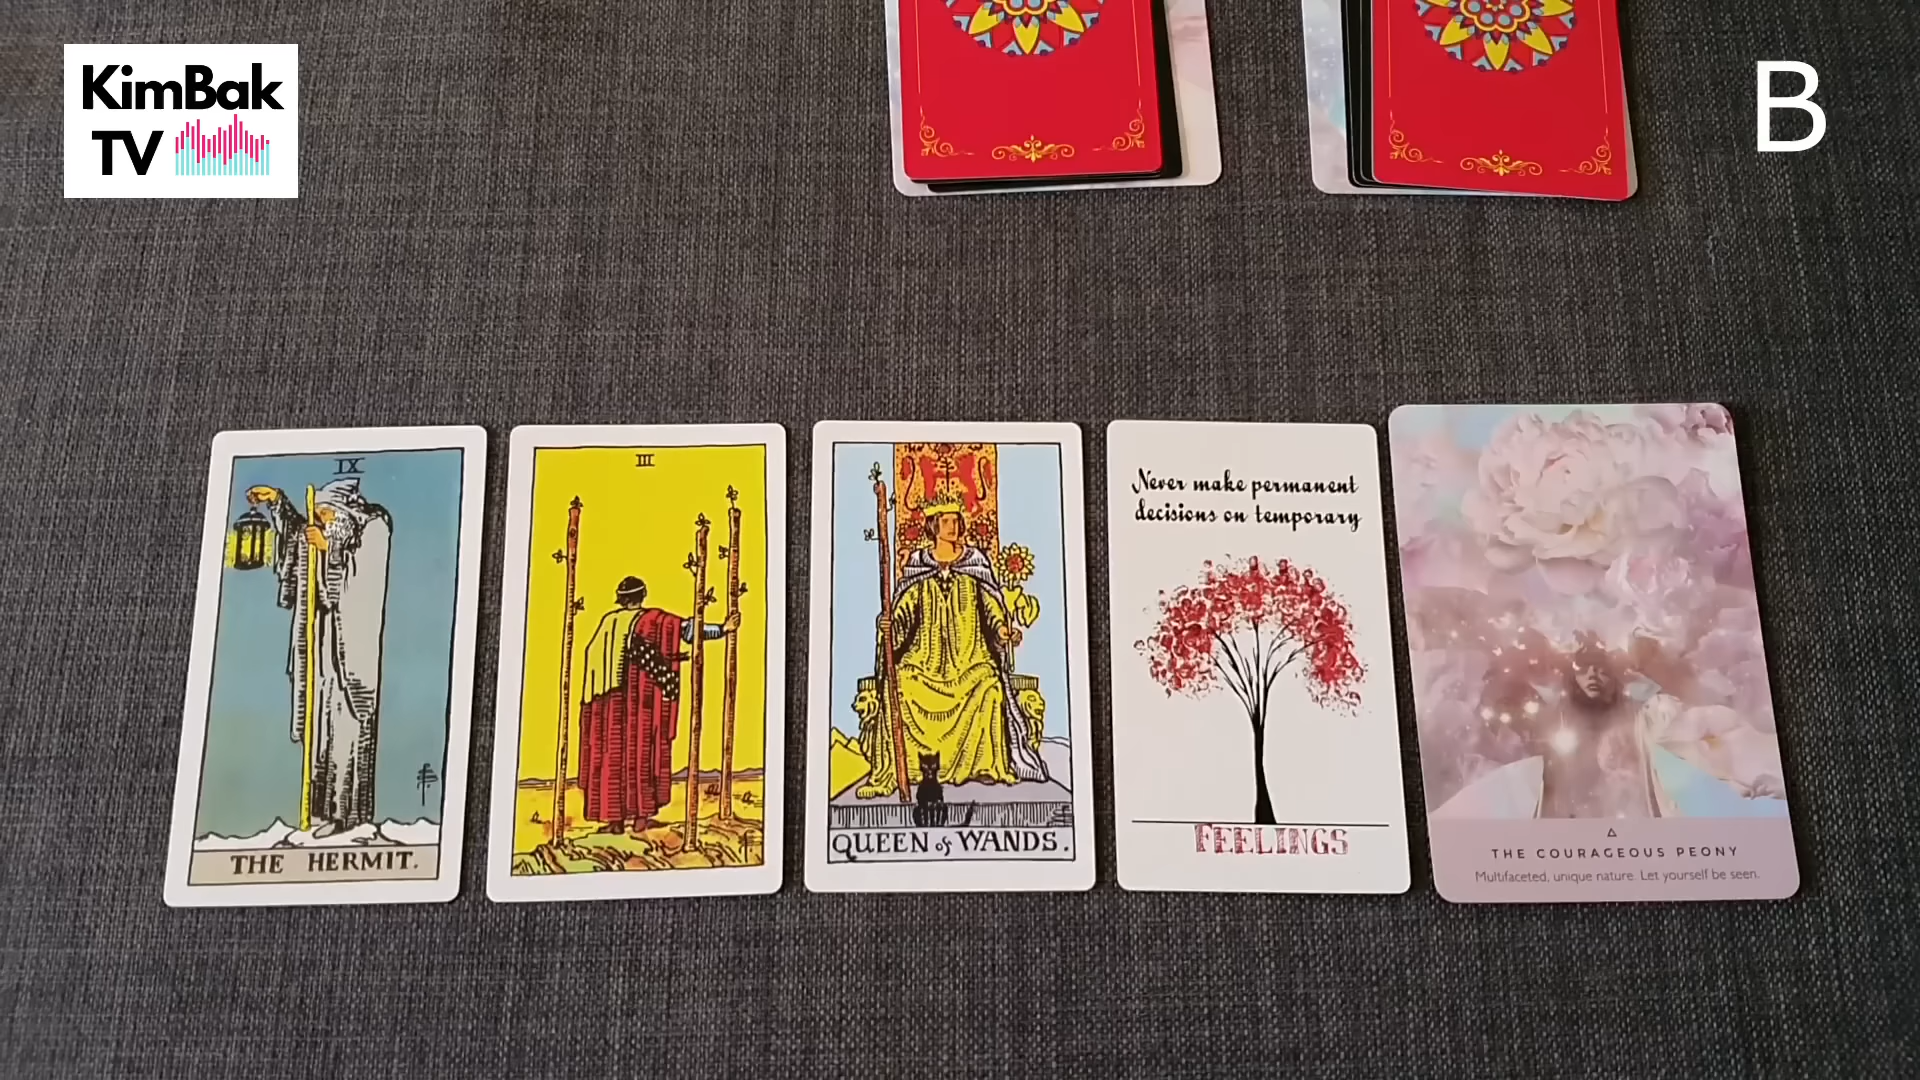 KimBak
TV
B
IX
THE HERMIT.
III
QUEEN of WANDS.
Never make permanent
decisions on temporary
FEELINGS
THE COURAGEOUS PEONY
Multifaceted, unique nature. Let yourself be seen.